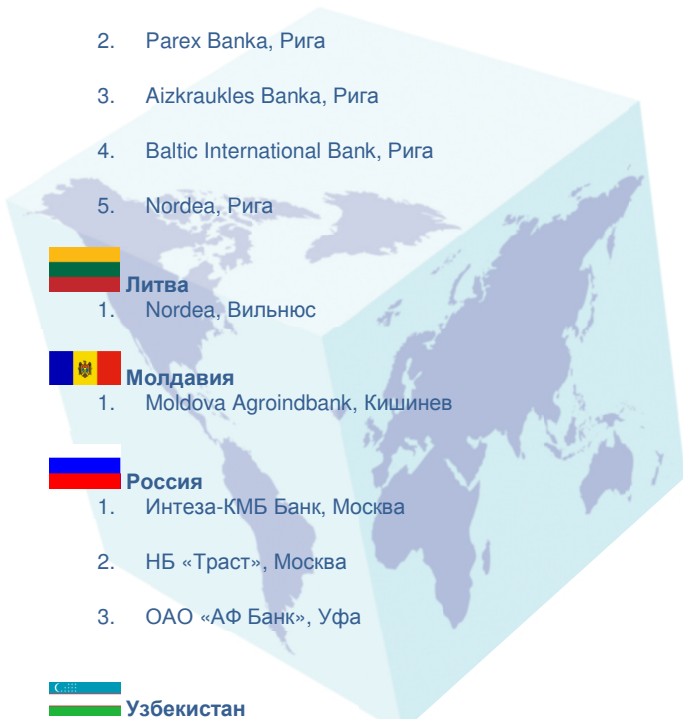 2. Parex Banka, Рига
3. Aizkraukles Banka, Рига
4. Baltic International Bank, Рига
5. Nordea, Рига
Литва
1. Nordea, Вильнюс
Молдавия
1. Moldova Agroindbank, Кишинев
Россия
1. Интеза-КМБ Банк, Москва
2. НБ «Траст», Москва
3. ОАО «АФ Банк», Уфа
Узбекистан